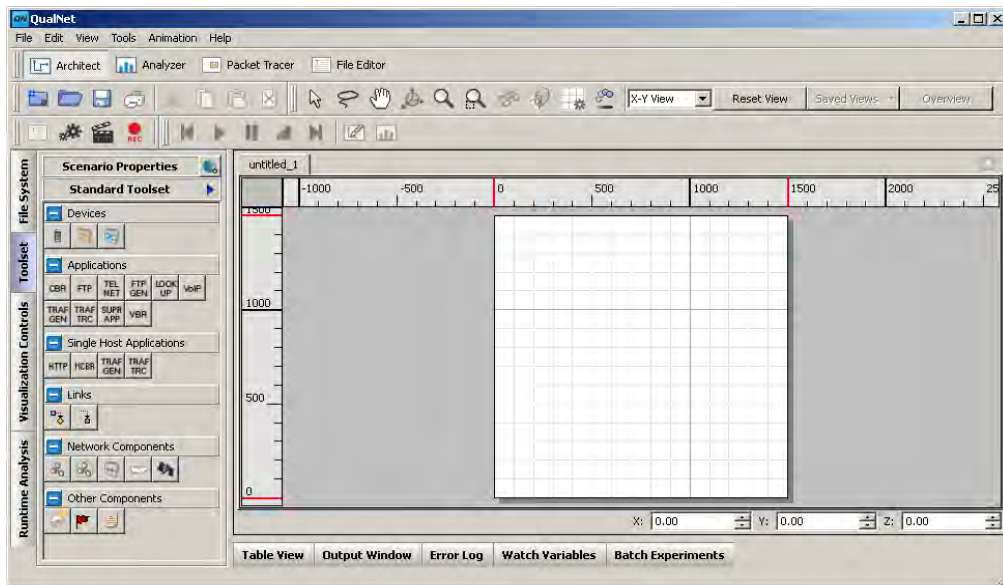 QN QualNet
File Edit View Tools Animation Help
Architect Analyzer Packet Tracer File Editor
X-Y View Reset View Saved Views Overview
REC
File System
Toolset
Visualization Controls
Runtime Analysis
Scenario Properties
Standard Toolset
Devices
Applications
CBR FTP TEL NET FTP GEN LOOK UP VoIP
TRAF GEN TRAF TRC SUPR APP VBR
Single Host Applications
HTTP MCBR TRAF GEN TRAF TRC
Links
Network Components
Other Components
untitled_1
-1000 -500 0 500 1000 1500 2000 25
1500
1000
500
0
X: 0.00 Y: 0.00 Z: 0.00
Table View Output Window Error Log Watch Variables Batch Experiments